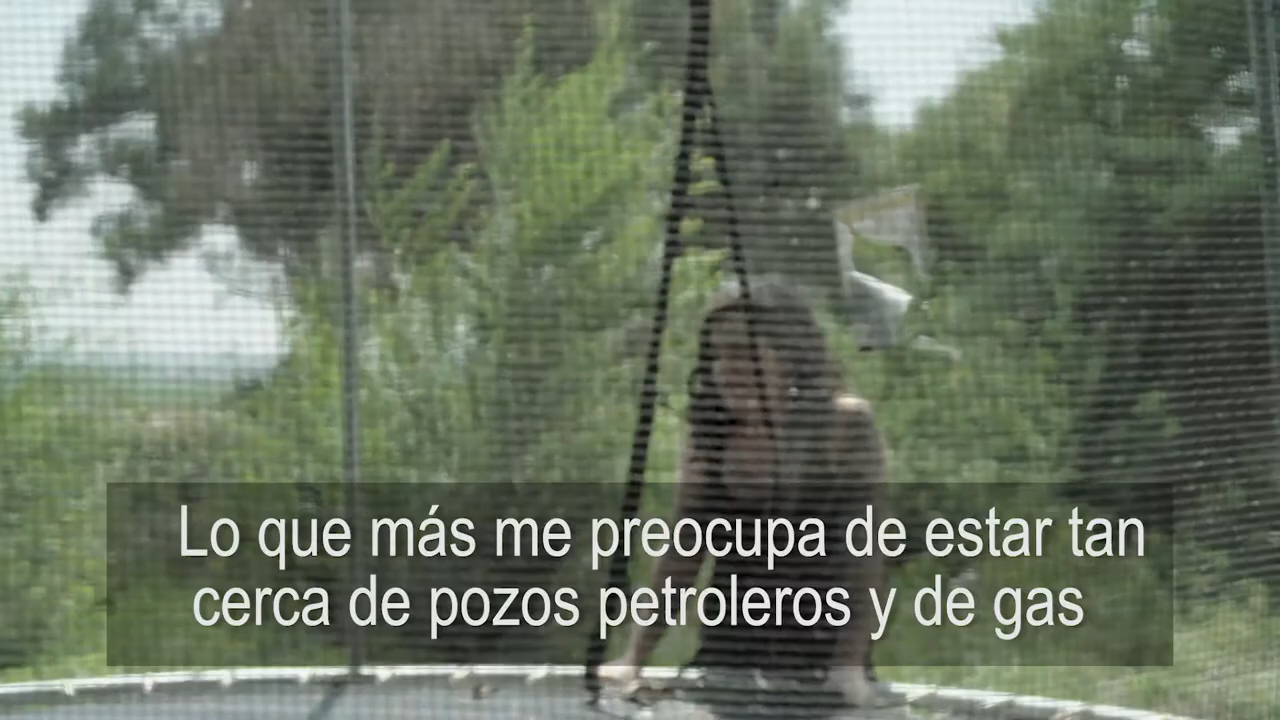 Lo que más me preocupa de estar tan
cerca de pozos petroleros y de gas